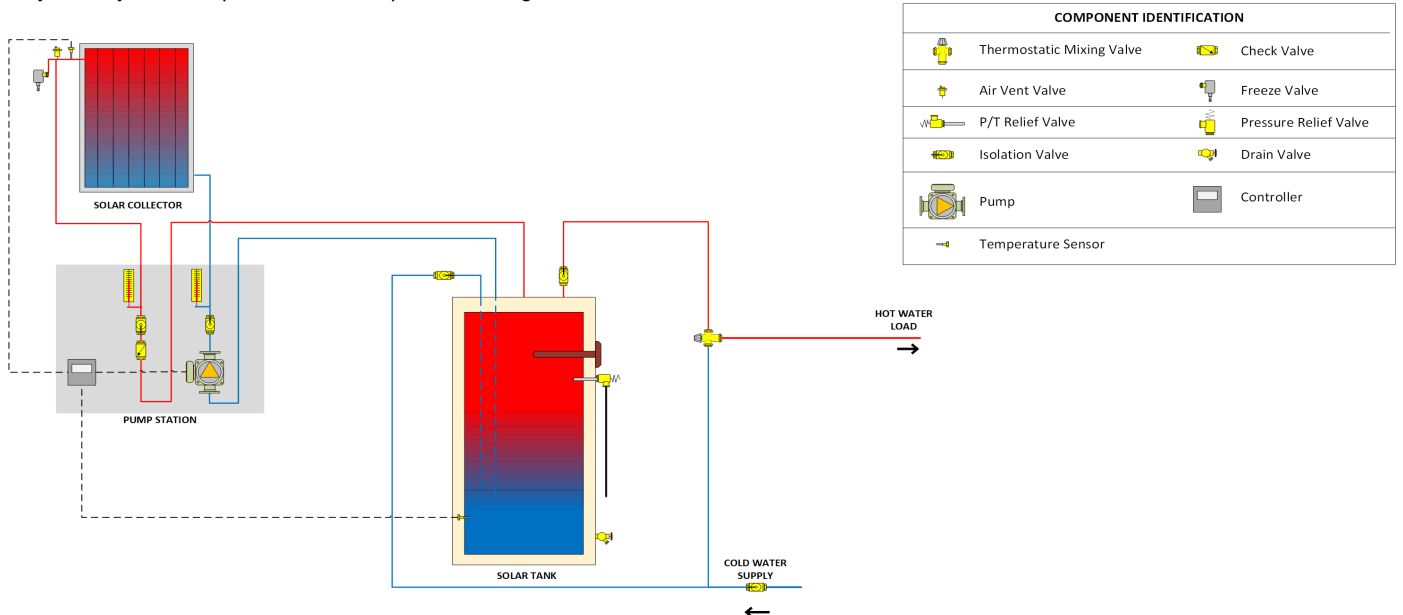 COMPONENT IDENTIFICATION
Thermostatic Mixing Valve
Check Valve
Air Vent Valve
Freeze Valve
P/T Relief Valve
Pressure Relief Valve
Isolation Valve
Drain Valve
Pump
Controller
Temperature Sensor
SOLAR COLLECTOR
PUMP STATION
HOT WATER
LOAD
SOLAR TANK
COLD WATER
SUPPLY